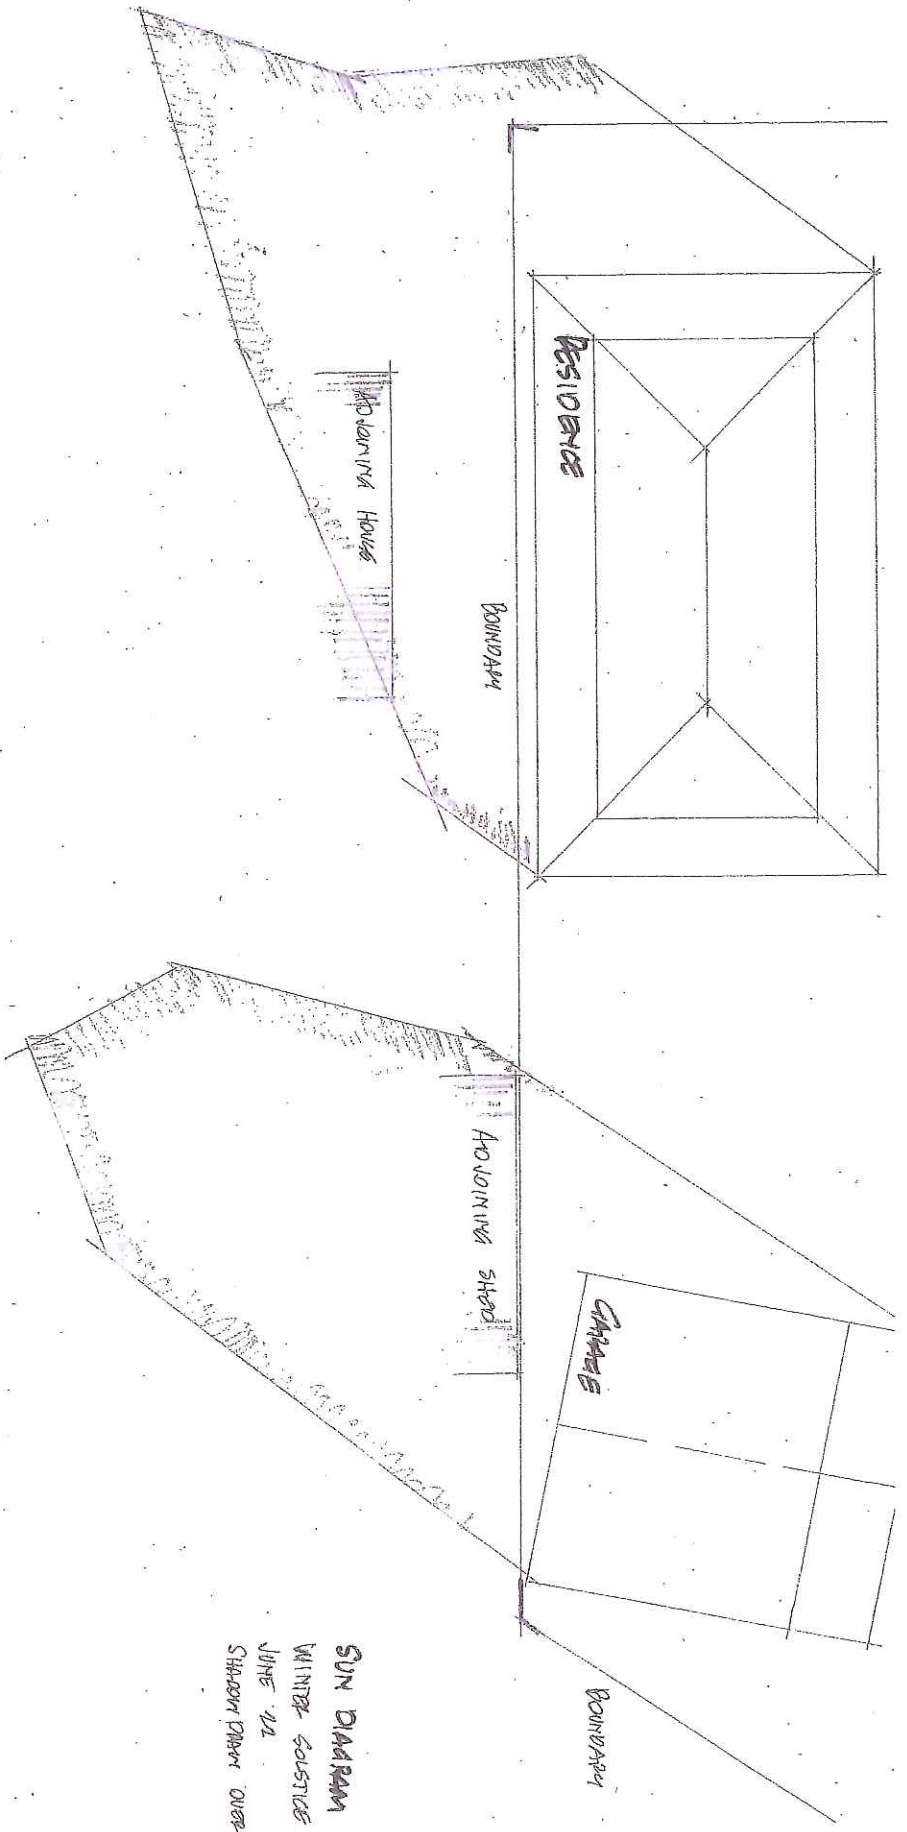 RESIDENCE
ADJOINING HOUSE
BOUNDARY
ADJOINING SHED
GARAGE
BOUNDARY
SUN DIAGRAM
WINTER SOLSTICE
JUNE 22
SHADOW DRAWN OVER